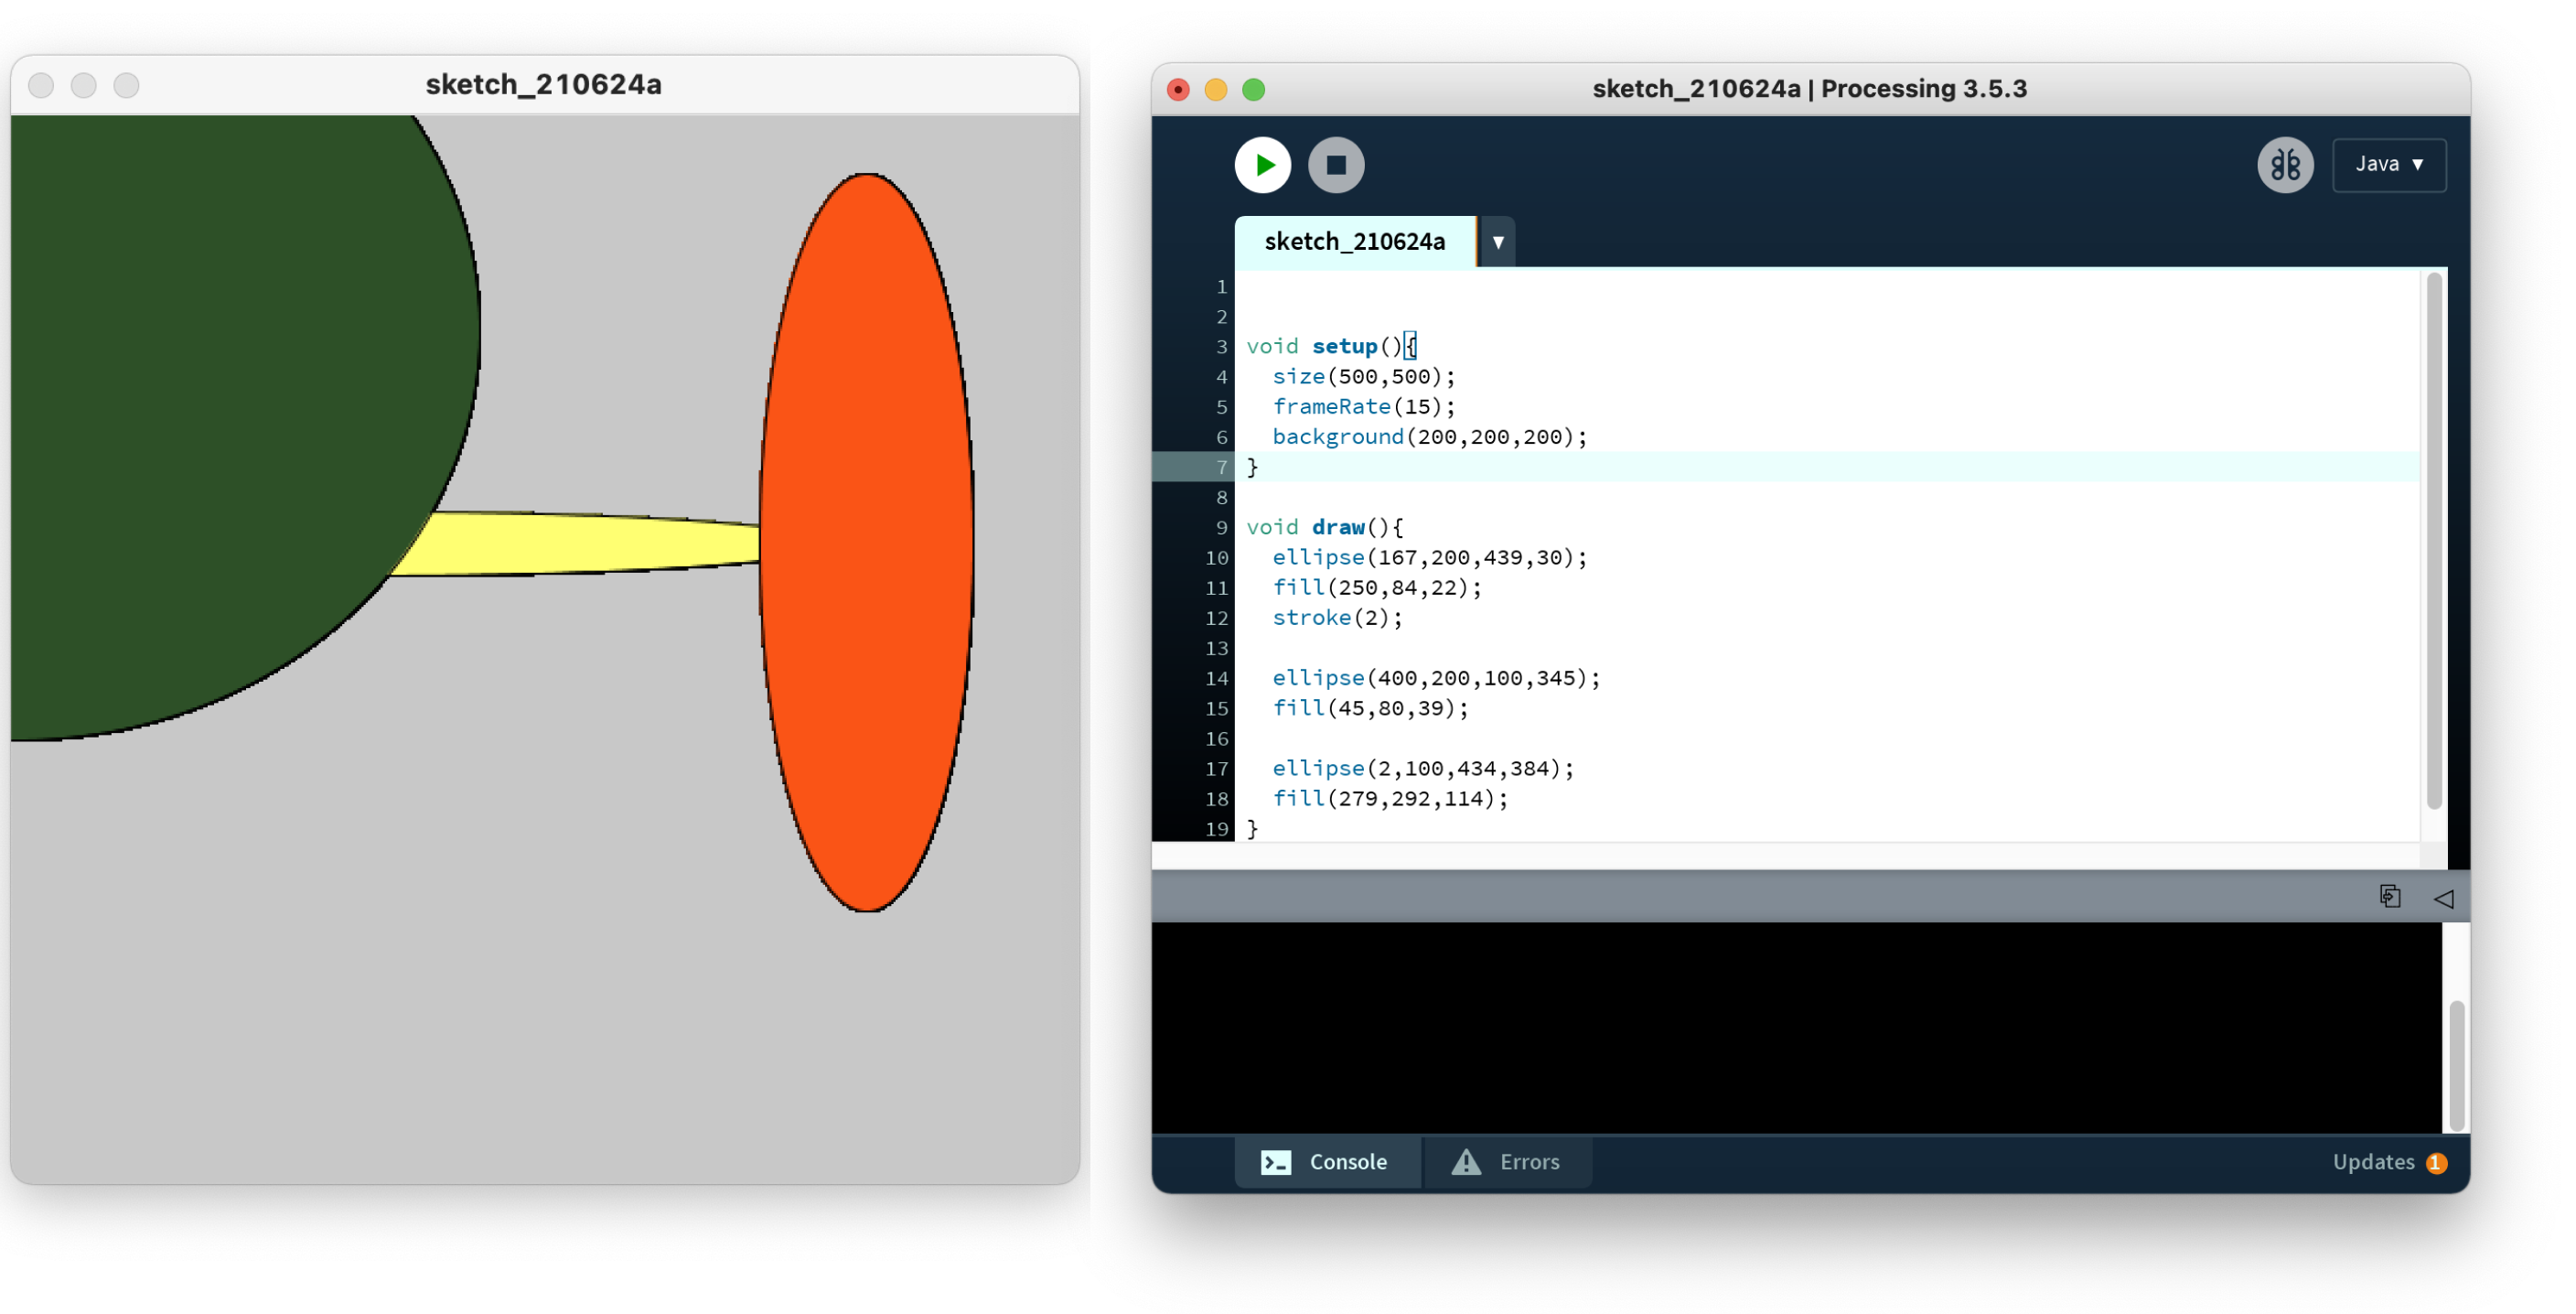 sketch_210624a
sketch_210624a | Processing 3.5.3
Java ▼
sketch_210624a ▼
1
2
3 void setup(){
4 size(500,500);
5 frameRate(15);
6 background(200,200,200);
7 }
8
9 void draw(){
10 ellipse(167,200,439,30);
11 fill(250,84,22);
12 stroke(2);
13
14 ellipse(400,200,100,345);
15 fill(45,80,39);
16
17 ellipse(2,100,434,384);
18 fill(279,292,114);
19 }
Console Errors Updates 1